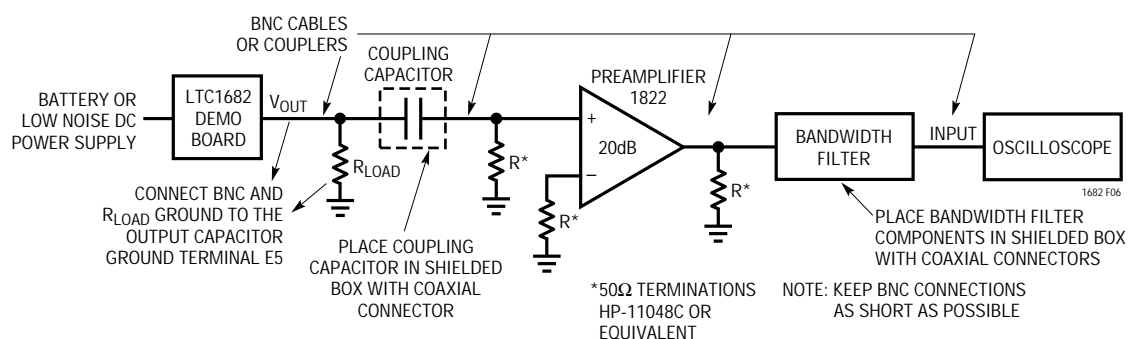 BNC CABLES
OR COUPLERS
COUPLING
CAPACITOR
PREAMPLIFIER
1822
BATTERY OR
LOW NOISE DC
POWER SUPPLY
LTC1682
DEMO
BOARD
VOUT
RLOAD
R*
+
20dB
–
R*
R*
BANDWIDTH
FILTER
INPUT
OSCILLOSCOPE
1682 F06
CONNECT BNC AND
RLOAD GROUND TO THE
OUTPUT CAPACITOR
GROUND TERMINAL E5
PLACE COUPLING
CAPACITOR IN SHIELDED
BOX WITH COAXIAL
CONNECTOR
PLACE BANDWIDTH FILTER
COMPONENTS IN SHIELDED BOX
WITH COAXIAL CONNECTORS
*50Ω TERMINATIONS
HP-11048C OR
EQUIVALENT
NOTE: KEEP BNC CONNECTIONS
AS SHORT AS POSSIBLE